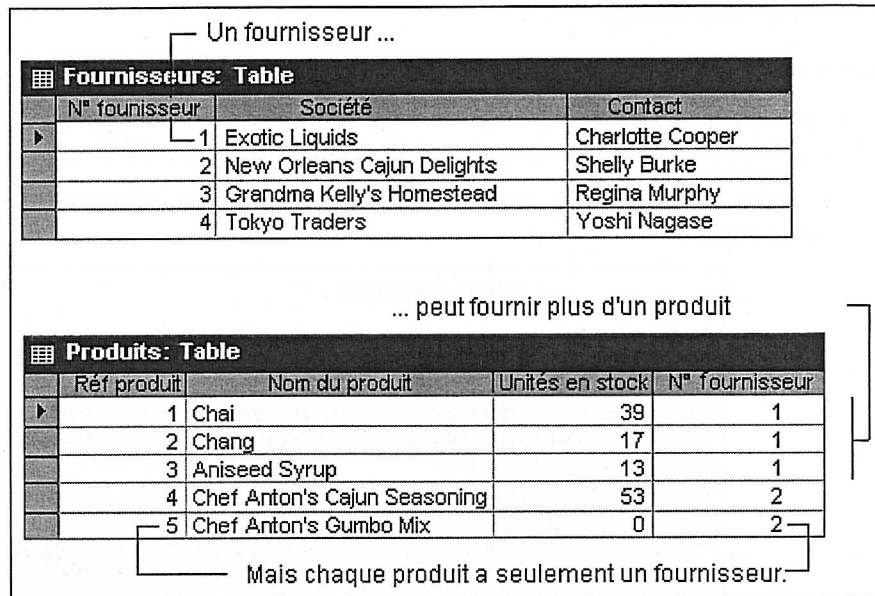 Un fournisseur ...
Fournisseurs: Table
N° founisseur Société Contact
1 Exotic Liquids Charlotte Cooper
2 New Orleans Cajun Delights Shelly Burke
3 Grandma Kelly's Homestead Regina Murphy
4 Tokyo Traders Yoshi Nagase
... peut fournir plus d'un produit
Produits: Table
Réf produit Nom du produit Unités en stock N° fournisseur
1 Chai 39 1
2 Chang 17 1
3 Aniseed Syrup 13 1
4 Chef Anton's Cajun Seasoning 53 2
5 Chef Anton's Gumbo Mix 0 2
Mais chaque produit a seulement un fournisseur.